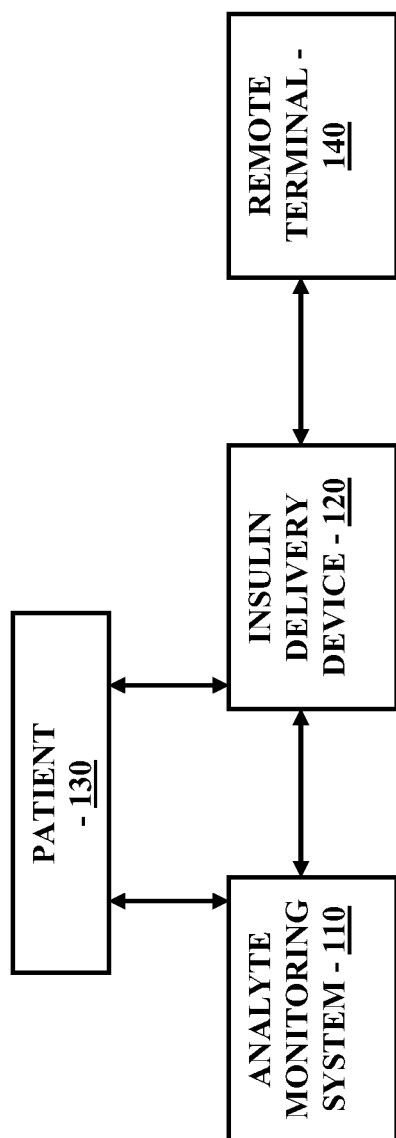 PATIENT
- 130
ANALYTE
MONITORING
SYSTEM - 110
INSULIN
DELIVERY
DEVICE - 120
REMOTE
TERMINAL -
140